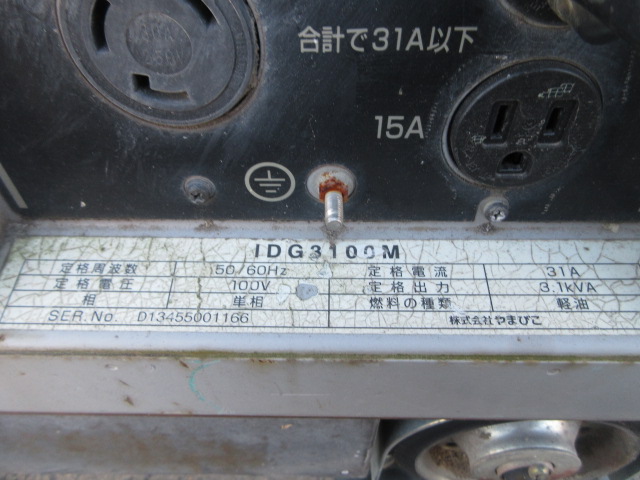 合計で31A以下
15A
IDG3100M
定格周波数 50/60Hz 定格電流 31A
定格電圧 100V 定格出力 3.1kVA
相 単相 燃料の種類 軽油
SER.No. D13455001166 株式会社やまびこ